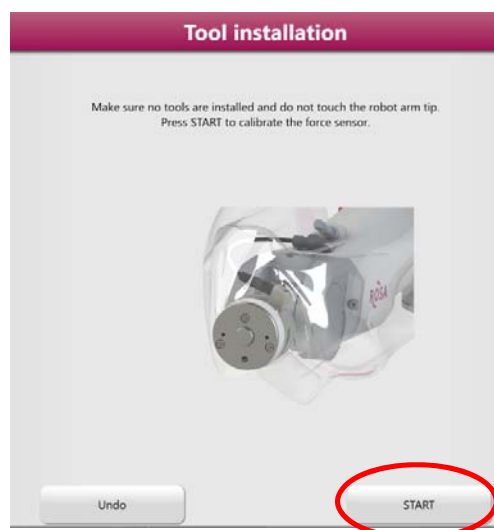 Tool installation
Make sure no tools are installed and do not touch the robot arm tip.
Press START to calibrate the force sensor.
ROSA
Undo
START